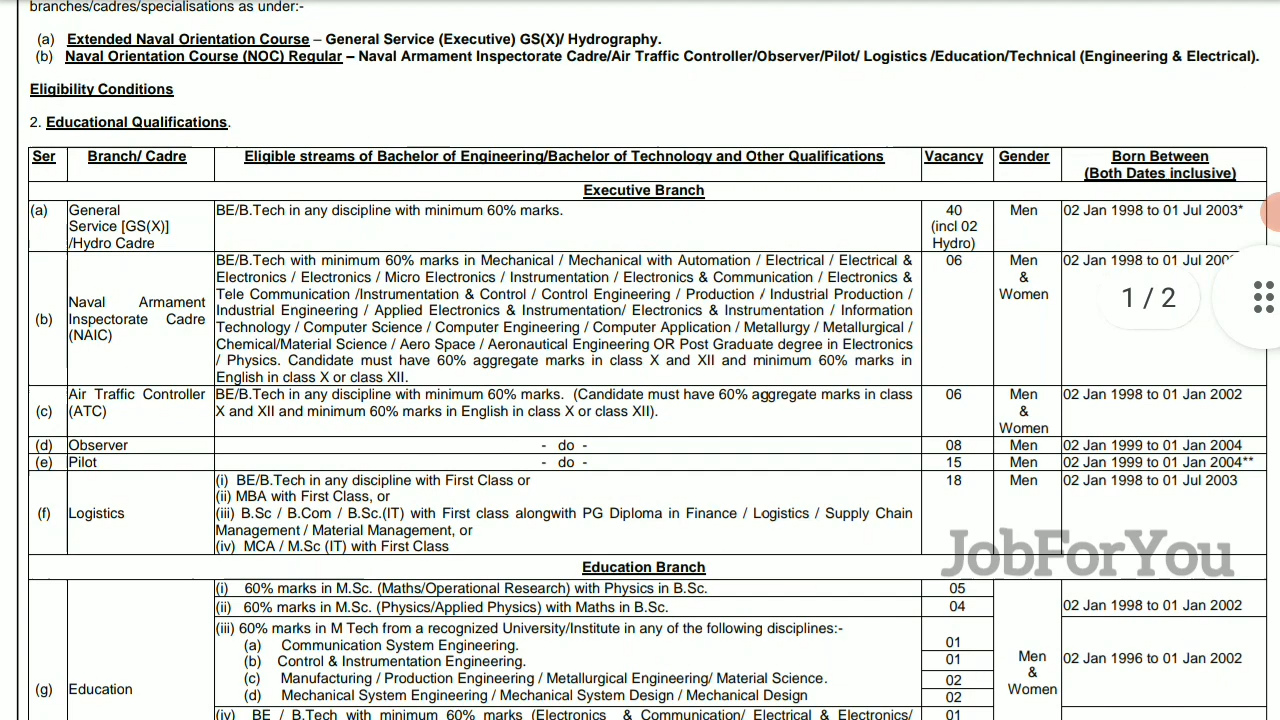 branches/cadres/specialisations as under:-
(a) Extended Naval Orientation Course – General Service (Executive) GS(X)/ Hydrography.
(b) Naval Orientation Course (NOC) Regular – Naval Armament Inspectorate Cadre/Air Traffic Controller/Observer/Pilot/ Logistics /Education/Technical (Engineering & Electrical).
Eligibility Conditions
2. Educational Qualifications.
Ser Branch/ Cadre Eligible streams of Bachelor of Engineering/Bachelor of Technology and Other Qualifications Vacancy Gender Born Between
(Both Dates inclusive)
Executive Branch
(a) General BE/B.Tech in any discipline with minimum 60% marks. 40 Men 02 Jan 1998 to 01 Jul 2003*
Service [GS(X)] (incl 02
/Hydro Cadre Hydro)
BE/B.Tech with minimum 60% marks in Mechanical / Mechanical with Automation / Electrical / Electrical & 06 Men 02 Jan 1998 to 01 Jul
Electronics / Electronics / Micro Electronics / Instrumentation / Electronics & Communication / Electronics & &
Tele Communication /Instrumentation & Control / Control Engineering / Production / Industrial Production / Women
1 / 2
(b) Naval Armament Industrial Engineering / Applied Electronics & Instrumentation/ Electronics & Instrumentation / Information
Inspectorate Cadre Technology / Computer Science / Computer Engineering / Computer Application / Metallurgy / Metallurgical /
(NAIC) Chemical/Material Science / Aero Space / Aeronautical Engineering OR Post Graduate degree in Electronics
/ Physics. Candidate must have 60% aggregate marks in class X and XII and minimum 60% marks in
English in class X or class XII.
(c) Air Traffic Controller BE/B.Tech in any discipline with minimum 60% marks. (Candidate must have 60% aggregate marks in class 06 Men 02 Jan 1998 to 01 Jan 2002
(ATC) X and XII and minimum 60% marks in English in class X or class XII). &
Women
(d) Observer - do - 08 Men 02 Jan 1999 to 01 Jan 2004
(e) Pilot - do - 15 Men 02 Jan 1999 to 01 Jan 2004**
(i) BE/B.Tech in any discipline with First Class or 18 Men 02 Jan 1998 to 01 Jul 2003
(ii) MBA with First Class, or
(f) Logistics (iii) B.Sc / B.Com / B.Sc.(IT) with First class alongwith PG Diploma in Finance / Logistics / Supply Chain
Management / Material Management, or
(iv) MCA / M.Sc (IT) with First Class
JobForYou
Education Branch
(i) 60% marks in M.Sc. (Maths/Operational Research) with Physics in B.Sc. 05
(ii) 60% marks in M.Sc. (Physics/Applied Physics) with Maths in B.Sc. 04 02 Jan 1998 to 01 Jan 2002
(iii) 60% marks in M Tech from a recognized University/Institute in any of the following disciplines:-
(a) Communication System Engineering. 01
(b) Control & Instrumentation Engineering. 01 Men 02 Jan 1996 to 01 Jan 2002
(c) Manufacturing / Production Engineering / Metallurgical Engineering/ Material Science. 02 &
(g) Education (d) Mechanical System Engineering / Mechanical System Design / Mechanical Design 02 Women
(iv) BE / B.Tech with minimum 60% marks (Electronics & Communication/ Electrical & Electronics/ 01